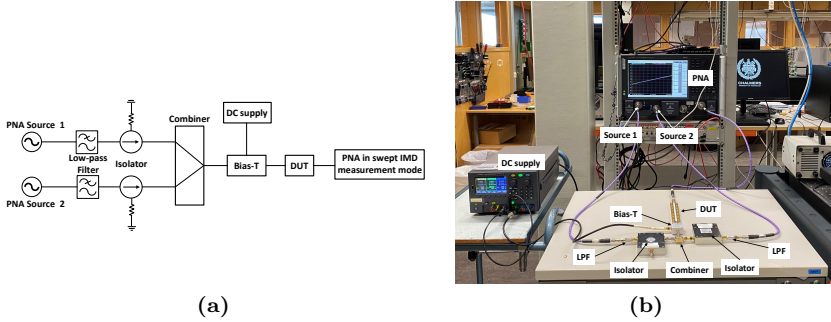 Combiner
DC supply
PNA Source 1
Low-pass
Filter
Isolator
Bias-T
DUT
PNA in swept IMD
measurement mode
PNA Source 2
(a)
PNA
CHALMERS
Source 1
Source 2
DC supply
Bias-T
DUT
LPF
Isolator
Combiner
Isolator
LPF
(b)